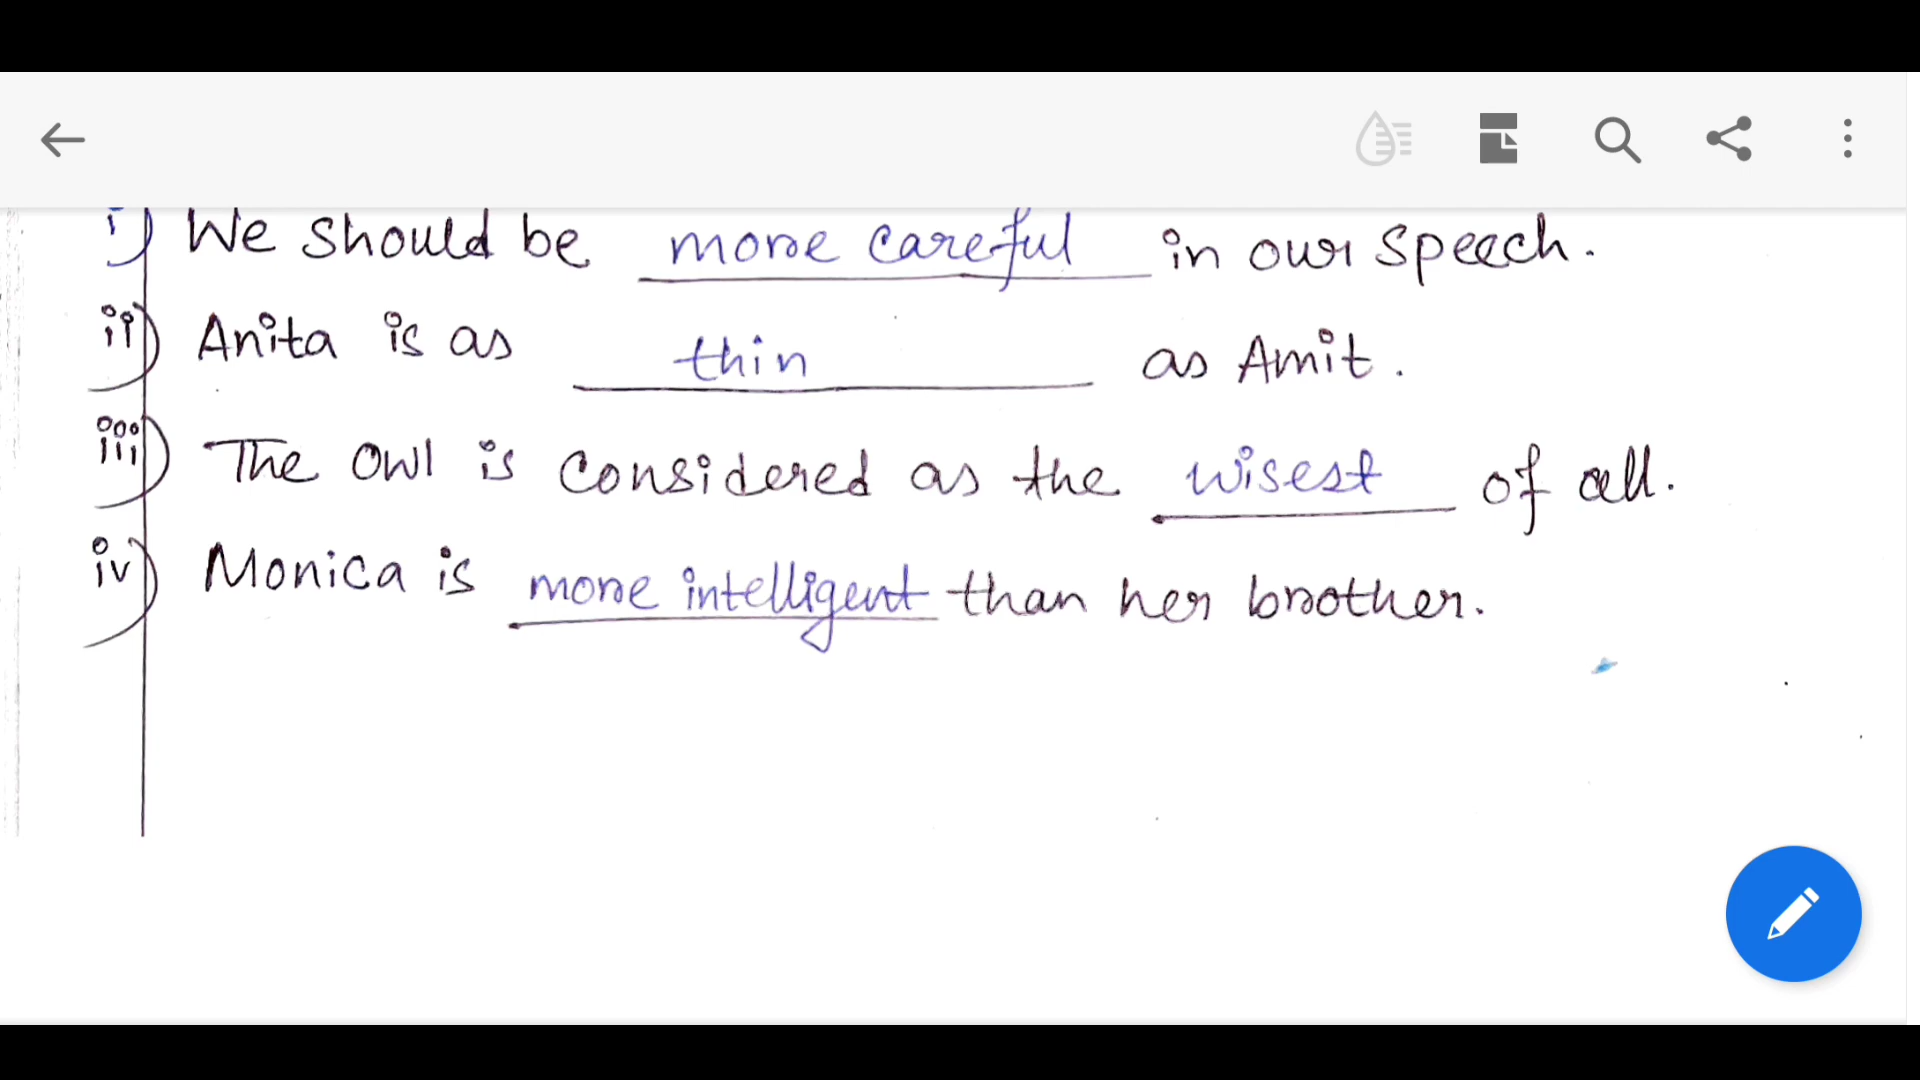 i) We should be more careful in our speech.
ii) Anita is as thin as Amit.
iii) The Owl is considered as the wisest of all.
iv) Monica is more intelligent than her brother.